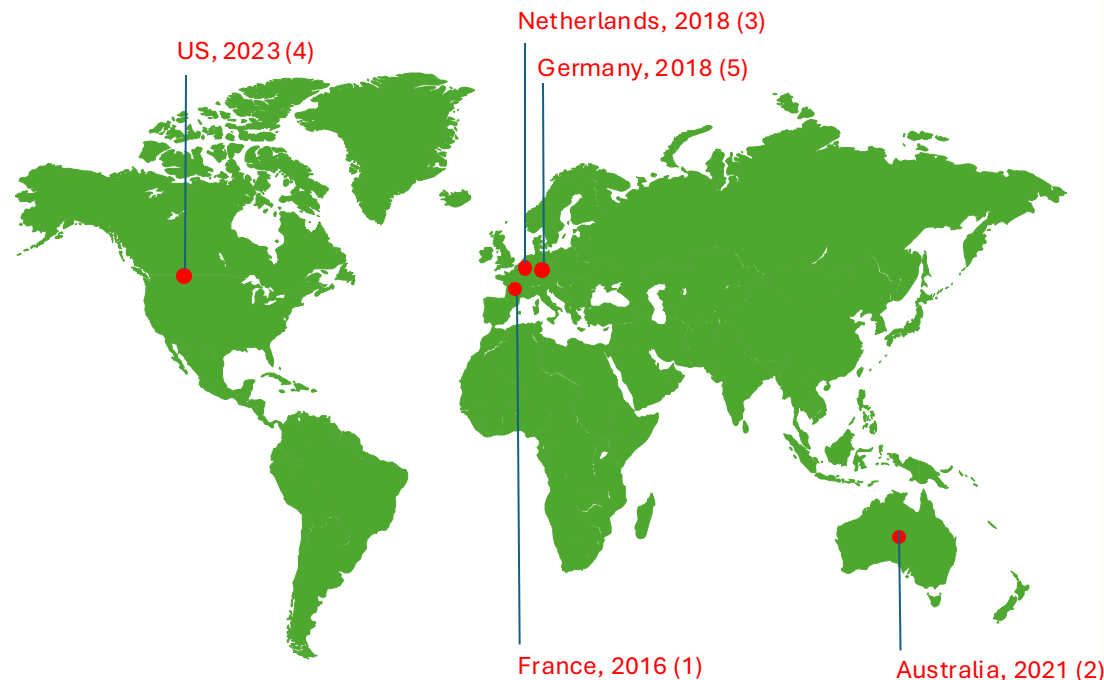 Netherlands, 2018 (3)
US, 2023 (4)
Germany, 2018 (5)
France, 2016 (1)
Australia, 2021 (2)